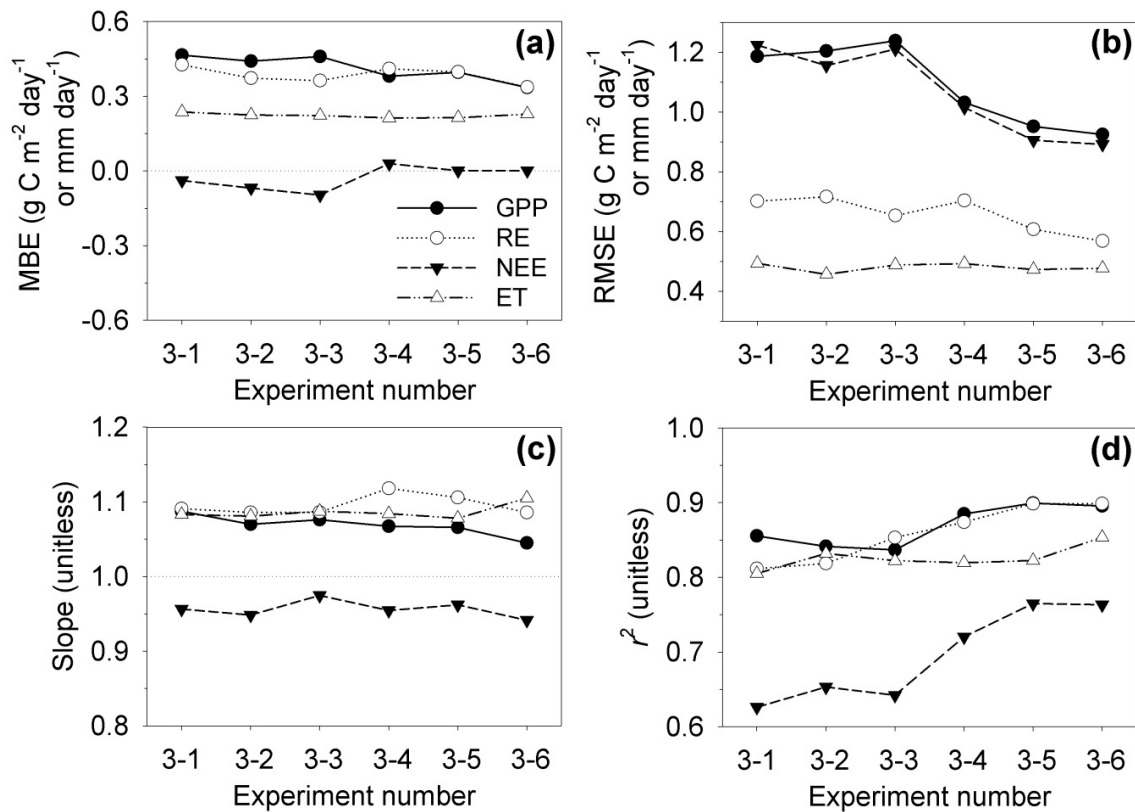 (a)
MBE (g C m⁻² day⁻¹
or mm day⁻¹)
0.6
0.3
0.0
-0.3
-0.6
GPP
RE
NEE
ET
3-1 3-2 3-3 3-4 3-5 3-6
Experiment number
(b)
RMSE (g C m⁻² day⁻¹
or mm day⁻¹)
1.2
1.0
0.8
0.6
0.4
3-1 3-2 3-3 3-4 3-5 3-6
Experiment number
(c)
Slope (unitless)
1.2
1.1
1.0
0.9
0.8
3-1 3-2 3-3 3-4 3-5 3-6
Experiment number
(d)
r² (unitless)
1.0
0.9
0.8
0.7
0.6
3-1 3-2 3-3 3-4 3-5 3-6
Experiment number